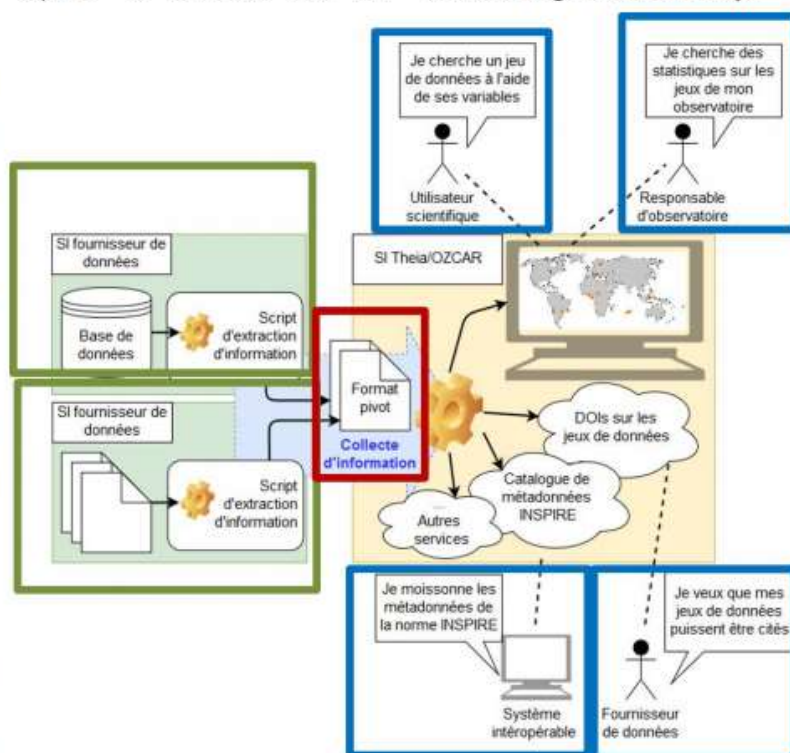 Je cherche un jeu
de données à l'aide
de ses variables
Utilisateur
scientifique
Je cherche des
statistiques sur les
jeux de mon
observatoire
Responsable
d'observatoire
SI fournisseur de
données
Base de
données
Script
d'extraction
d'information
SI fournisseur de
données
Script
d'extraction
d'information
Format
pivot
Collecte
d'information
SI Theia/OZCAR
DOIs sur les
jeux de données
Catalogue de
métadonnées
INSPIRE
Autres
services
Je moissonne les
métadonnées de
la norme INSPIRE
Système
intéropérable
Je veux que mes
jeux de données
puissent être cités
Fournisseur
de données